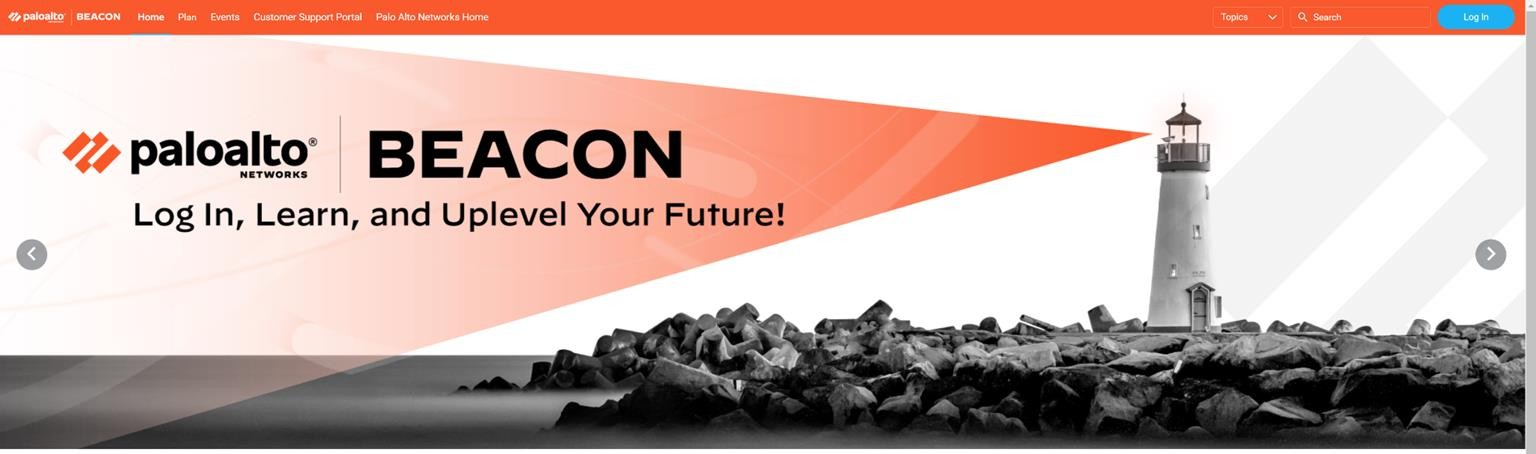 paloalto NETWORKS BEACON Home Plan Events Customer Support Portal Palo Alto Networks Home Topics Search Log In
paloalto® BEACON
NETWORKS
Log In, Learn, and Uplevel Your Future!